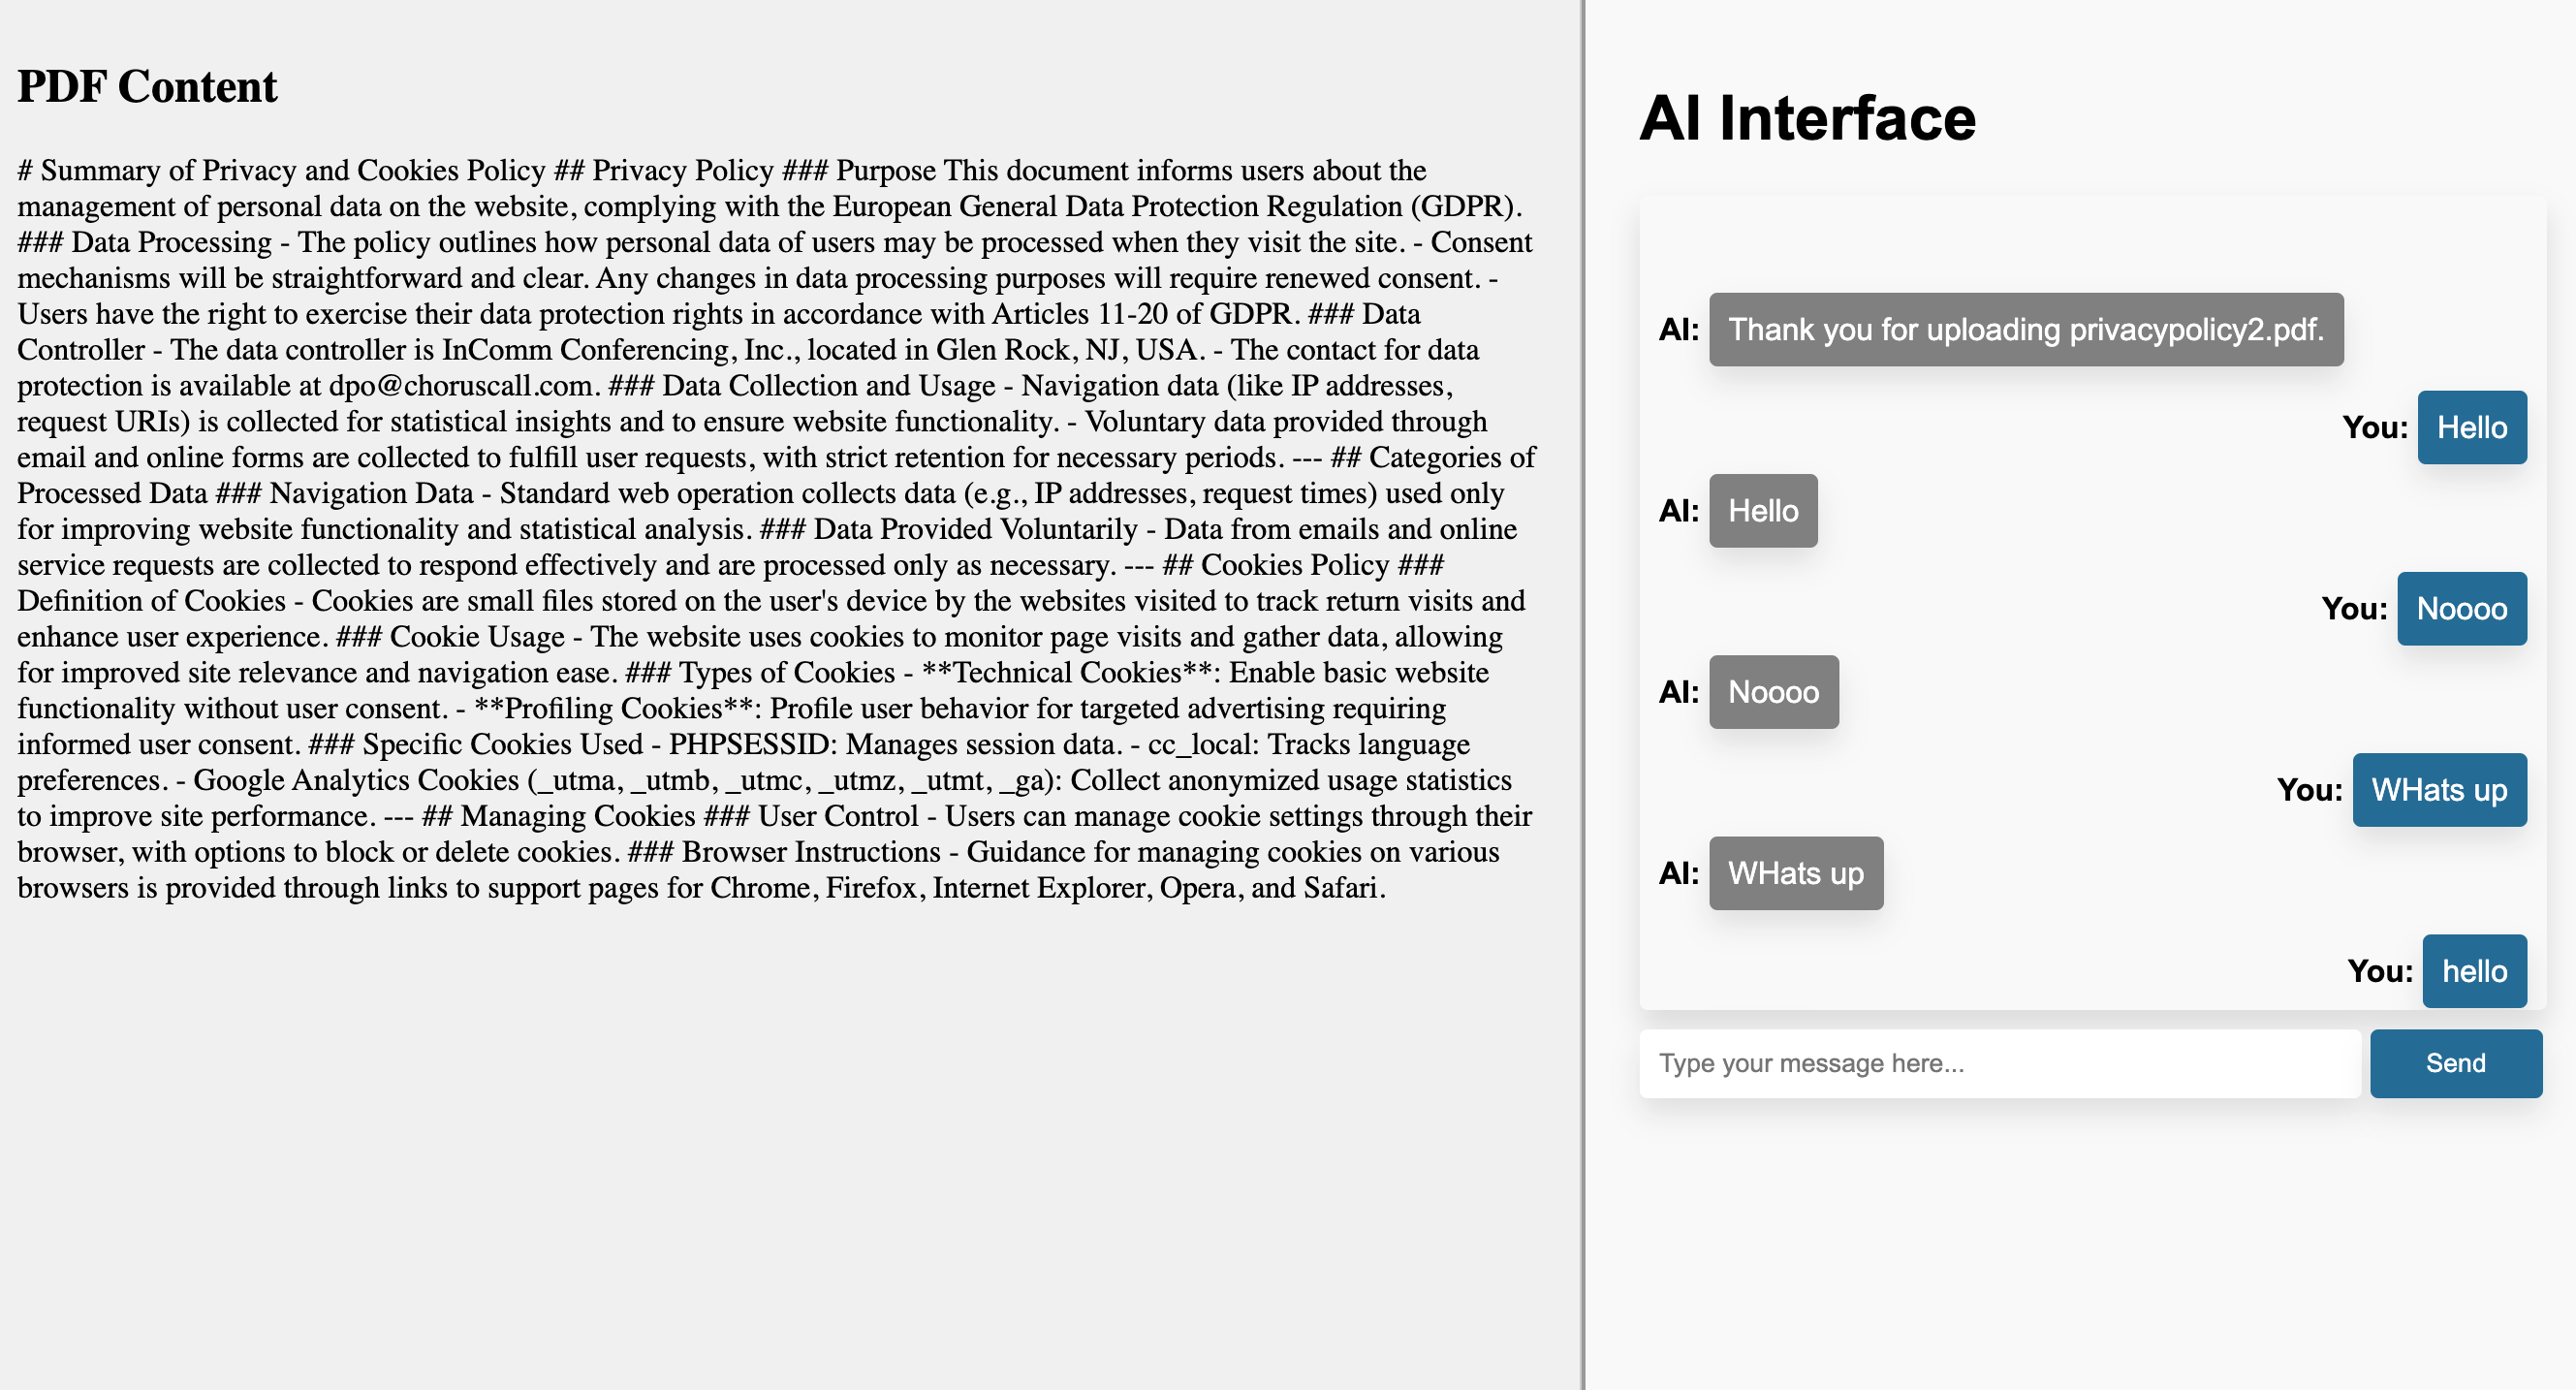 PDF Content
# Summary of Privacy and Cookies Policy ## Privacy Policy ### Purpose This document informs users about the
management of personal data on the website, complying with the European General Data Protection Regulation (GDPR).
### Data Processing - The policy outlines how personal data of users may be processed when they visit the site. - Consent
mechanisms will be straightforward and clear. Any changes in data processing purposes will require renewed consent. -
Users have the right to exercise their data protection rights in accordance with Articles 11-20 of GDPR. ### Data
Controller - The data controller is InComm Conferencing, Inc., located in Glen Rock, NJ, USA. - The contact for data
protection is available at dpo@choruscall.com. ### Data Collection and Usage - Navigation data (like IP addresses,
request URIs) is collected for statistical insights and to ensure website functionality. - Voluntary data provided through
email and online forms are collected to fulfill user requests, with strict retention for necessary periods. --- ## Categories of
Processed Data ### Navigation Data - Standard web operation collects data (e.g., IP addresses, request times) used only
for improving website functionality and statistical analysis. ### Data Provided Voluntarily - Data from emails and online
service requests are collected to respond effectively and are processed only as necessary. --- ## Cookies Policy ###
Definition of Cookies - Cookies are small files stored on the user's device by the websites visited to track return visits and
enhance user experience. ### Cookie Usage - The website uses cookies to monitor page visits and gather data, allowing
for improved site relevance and navigation ease. ### Types of Cookies - **Technical Cookies**: Enable basic website
functionality without user consent. - **Profiling Cookies**: Profile user behavior for targeted advertising requiring
informed user consent. ### Specific Cookies Used - PHPSESSID: Manages session data. - cc_local: Tracks language
preferences. - Google Analytics Cookies (_utma, _utmb, _utmc, _utmz, _utmt, _ga): Collect anonymized usage statistics
to improve site performance. --- ## Managing Cookies ### User Control - Users can manage cookie settings through their
browser, with options to block or delete cookies. ### Browser Instructions - Guidance for managing cookies on various
browsers is provided through links to support pages for Chrome, Firefox, Internet Explorer, Opera, and Safari.
AI Interface
AI: Thank you for uploading privacypolicy2.pdf.
You: Hello
AI: Hello
You: Noooo
AI: Noooo
You: WHats up
AI: WHats up
You: hello
Type your message here...
Send